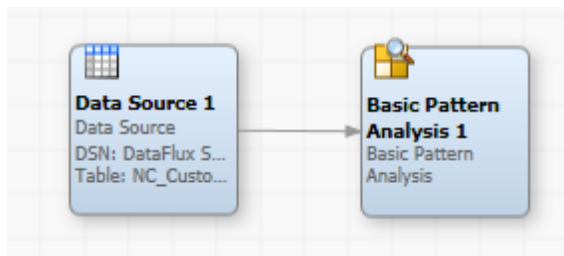 Data Source 1
Data Source
DSN: DataFlux S...
Table: NC_Custo...
Basic Pattern
Analysis 1
Basic Pattern
Analysis